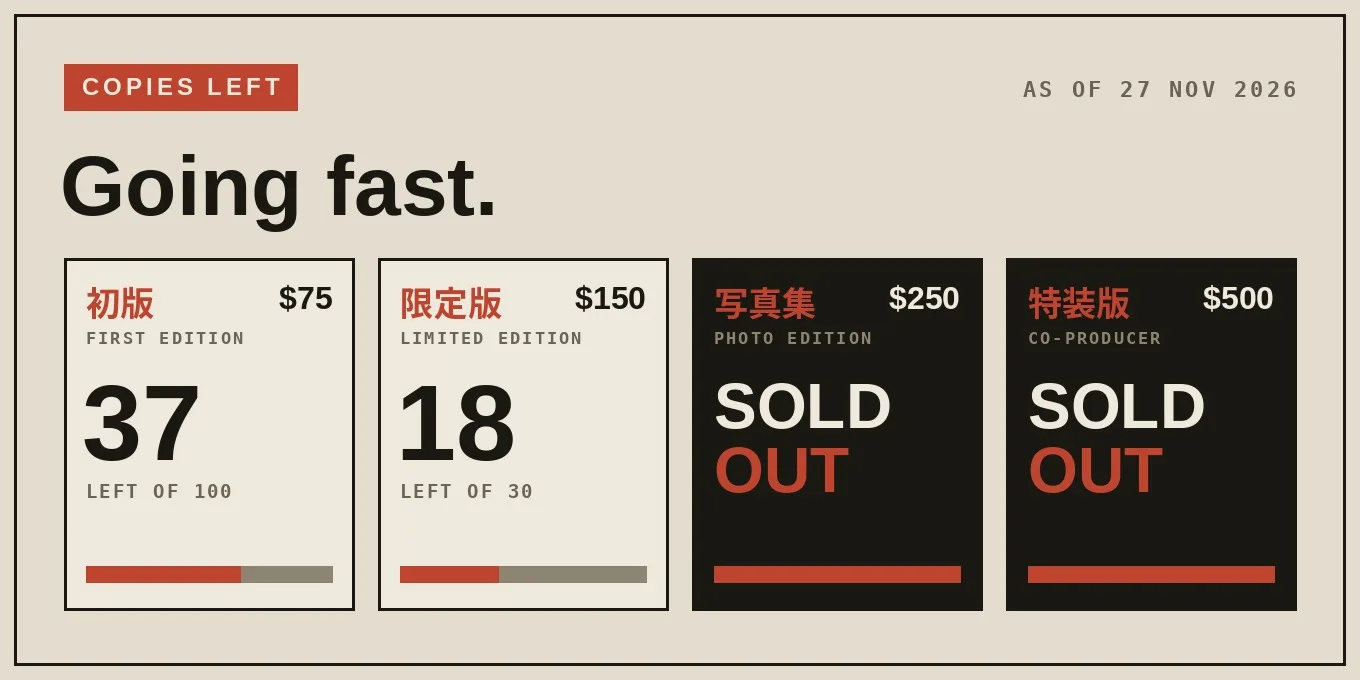 COPIES LEFT
AS OF 27 NOV 2026
Going fast.
初版 $75
FIRST EDITION
37
LEFT OF 100
限定版 $150
LIMITED EDITION
18
LEFT OF 30
写真集 $250
PHOTO EDITION
SOLD
OUT
特装版 $500
CO-PRODUCER
SOLD
OUT